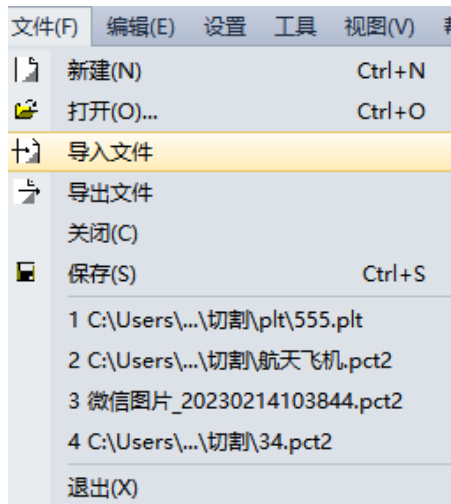 文件(F) 编辑(E) 设置 工具 视图(V)
新建(N) Ctrl+N
打开(O)... Ctrl+O
导入文件
导出文件
关闭(C)
保存(S) Ctrl+S
1 C:\Users\...\切割\plt\555.plt
2 C:\Users\...\切割\航天飞机.pct2
3 微信图片_20230214103844.pct2
4 C:\Users\...\切割\34.pct2
退出(X)